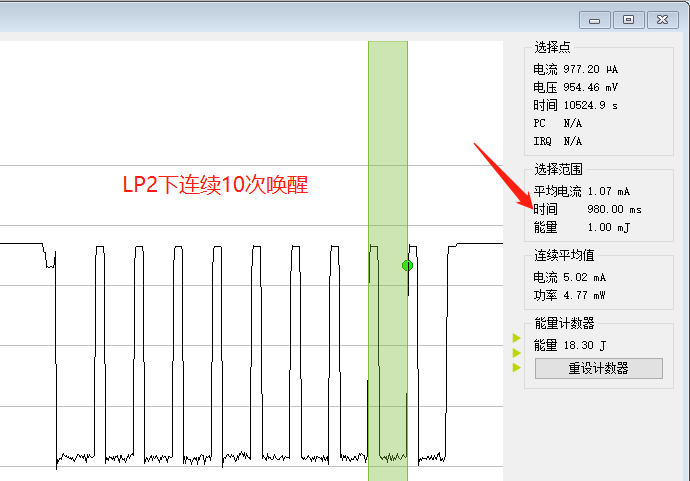 选择点
电流 977.20 μA
电压 954.46 mV
时间 10524.9 s
PC N/A
IRQ N/A
LP2下连续10次唤醒
选择范围
平均电流 1.07 mA
时间 980.00 ms
能量 1.00 mJ
连续平均值
电流 5.02 mA
功率 4.77 mW
能量计数器
能量 18.30 J
重设计数器